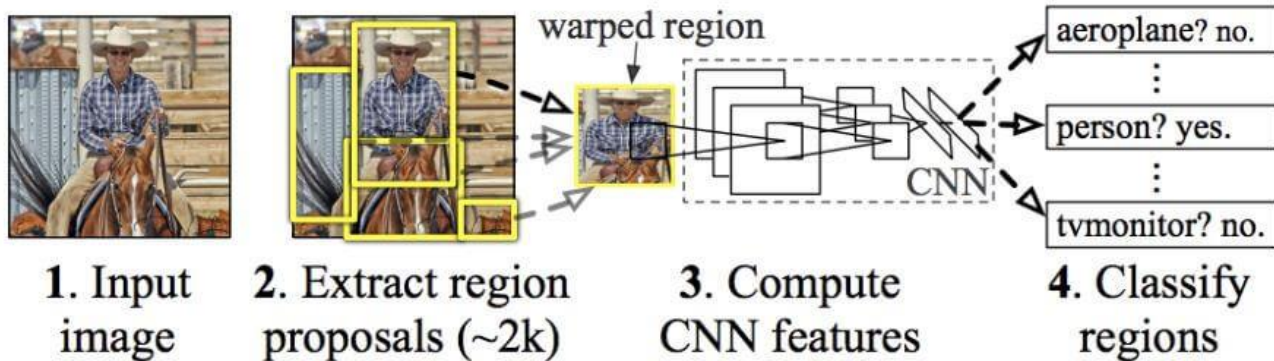 warped region
aeroplane? no.
⋮
person? yes.
CNN
⋮
tvmonitor? no.
1. Input
image
2. Extract region
proposals (~2k)
3. Compute
CNN features
4. Classify
regions